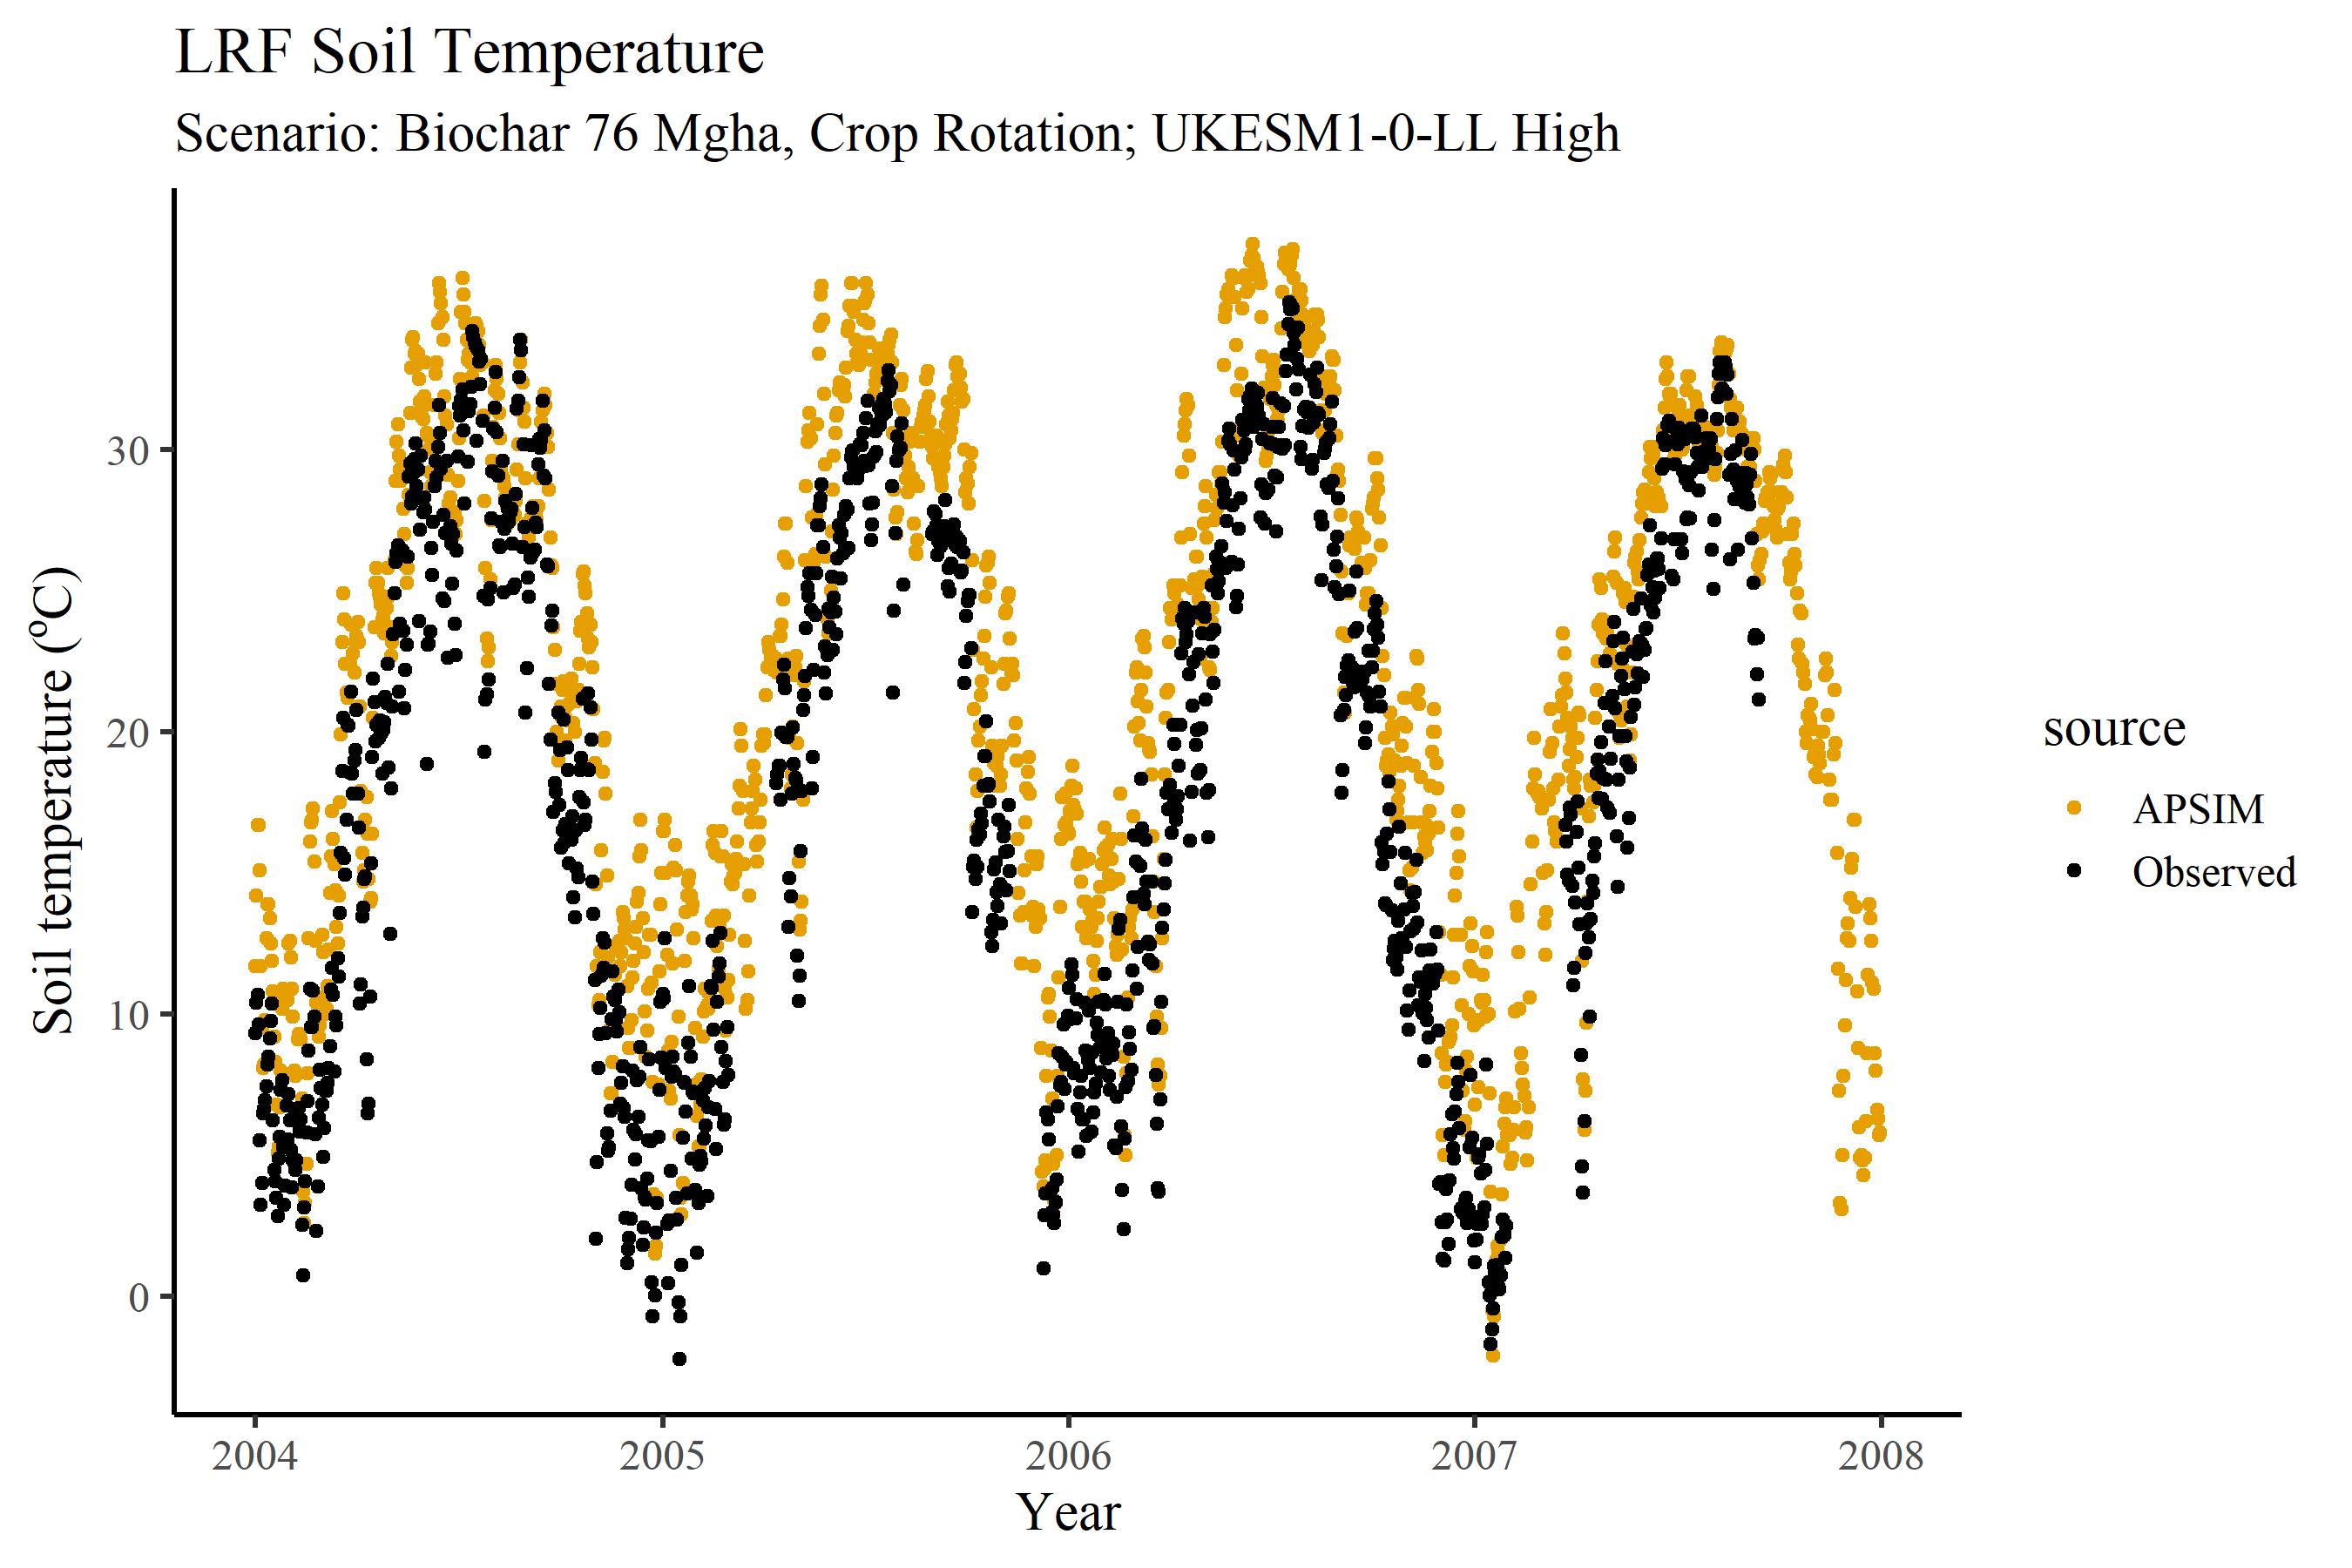 LRF Soil Temperature
Scenario: Biochar 76 Mgha, Crop Rotation; UKESM1-0-LL High
Soil temperature (ºC)
30
20
10
0
2004 2005 2006 2007 2008
Year
source
APSIM
Observed